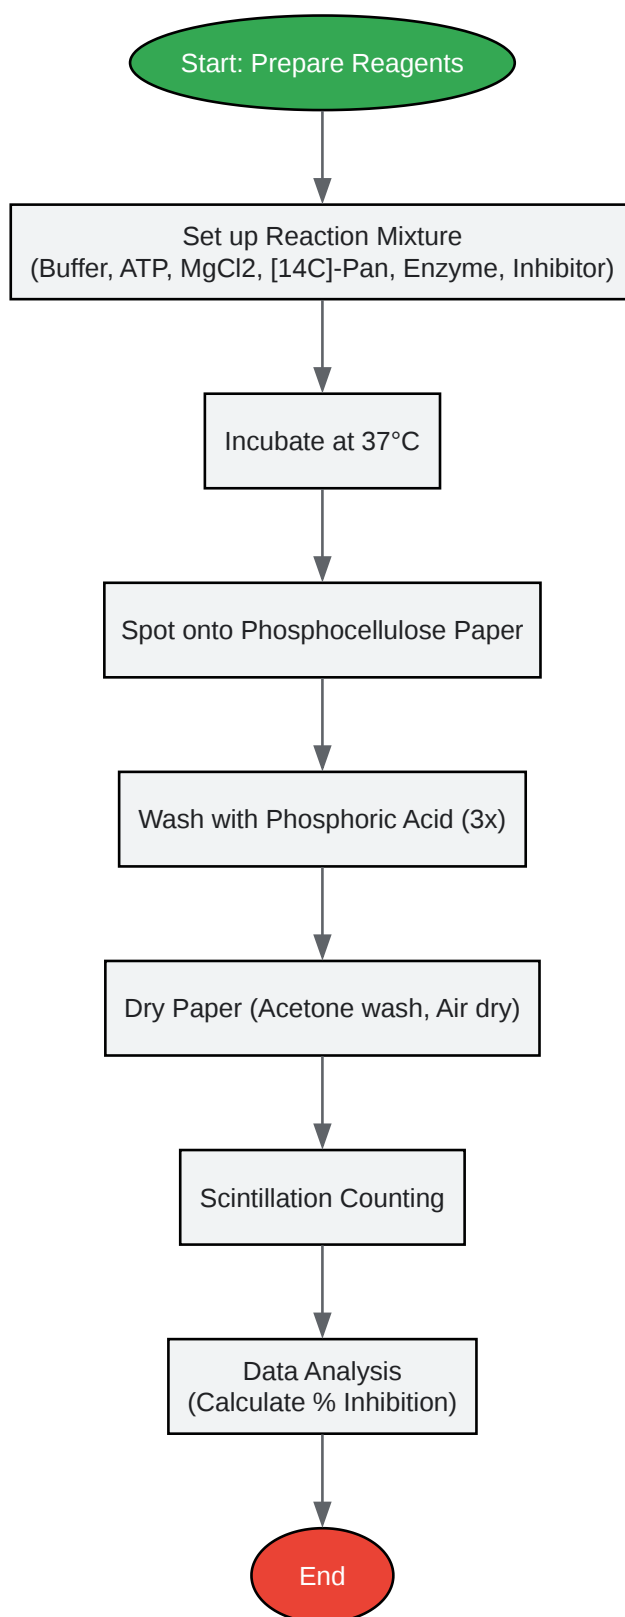 Start: Prepare Reagents
Set up Reaction Mixture
(Buffer, ATP, MgCl2, [14C]-Pan, Enzyme, Inhibitor)
Incubate at 37°C
Spot onto Phosphocellulose Paper
Wash with Phosphoric Acid (3x)
Dry Paper (Acetone wash, Air dry)
Scintillation Counting
Data Analysis
(Calculate % Inhibition)
End